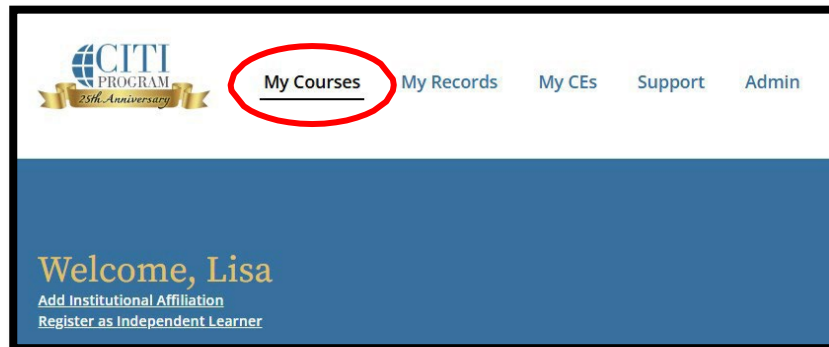 CITI
PROGRAM
25th Anniversary
My Courses My Records My CEs Support Admin
Welcome, Lisa
Add Institutional Affiliation
Register as Independent Learner